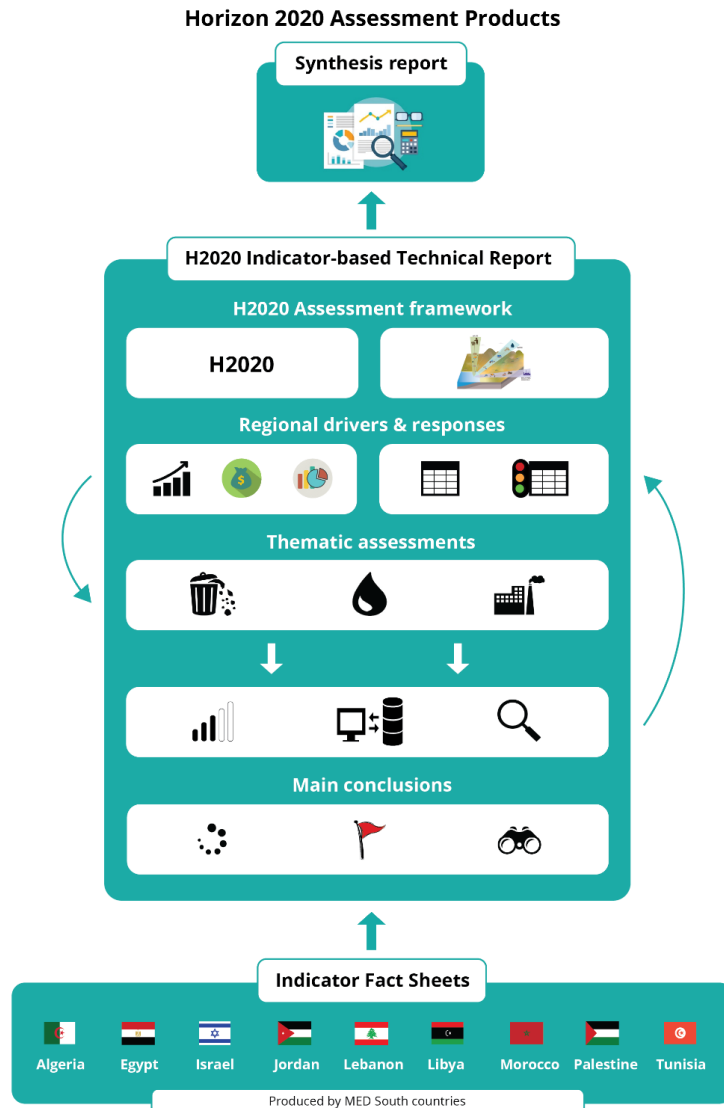 Horizon 2020 Assessment Products
Synthesis report
H2020 Indicator-based Technical Report
H2020 Assessment framework
H2020
Regional drivers & responses
Thematic assessments
Main conclusions
Indicator Fact Sheets
Algeria Egypt Israel Jordan Lebanon Libya Morocco Palestine Tunisia
Produced by MED South countries